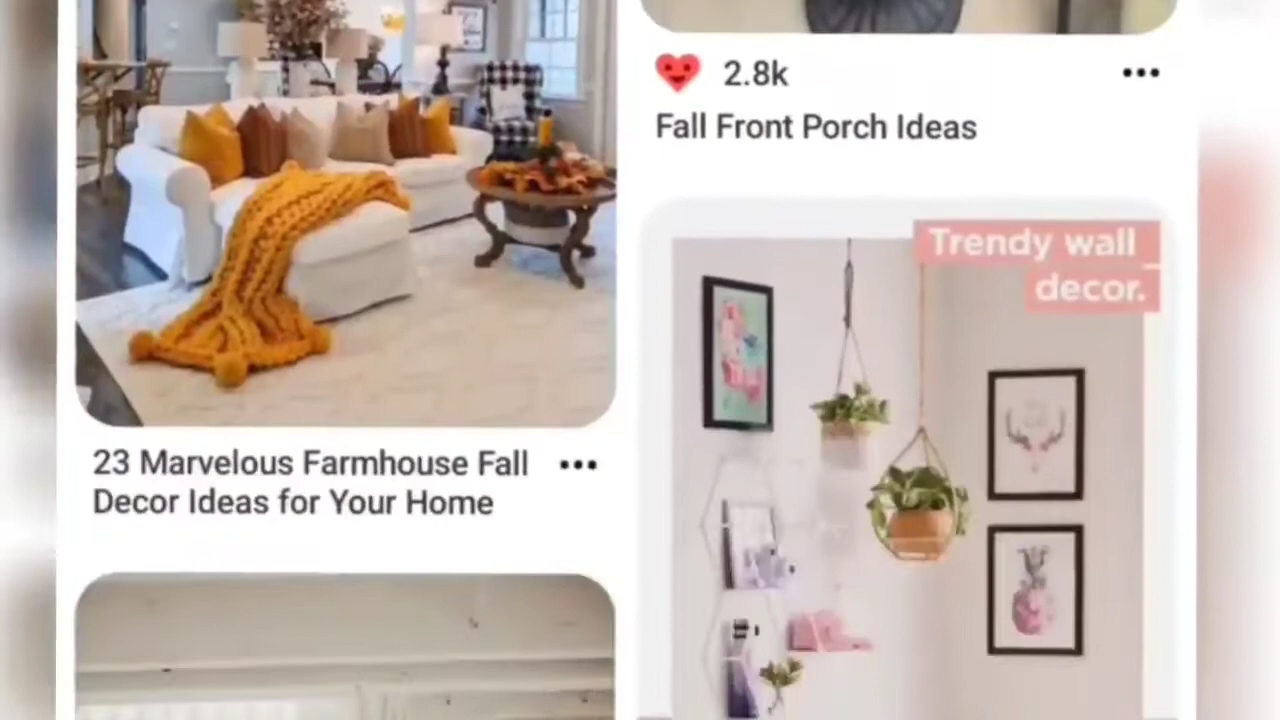 2.8k
Fall Front Porch Ideas
Trendy wall
decor.
23 Marvelous Farmhouse Fall
Decor Ideas for Your Home